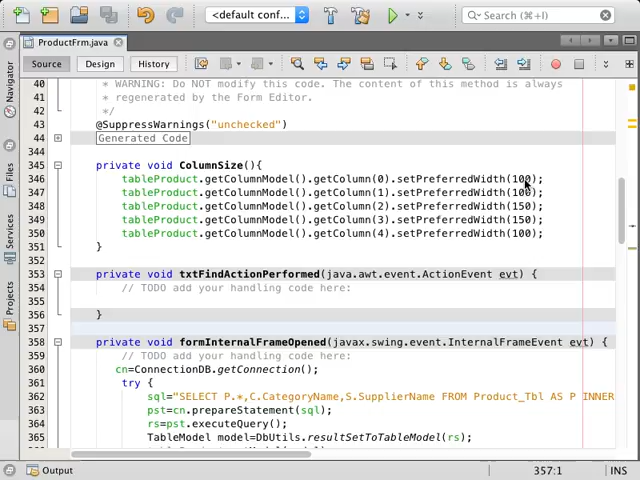 <default conf...
Search (⌘+I)
ProductFrm.java
Source
Design
History
Navigator
Files
Services
Projects
40 * WARNING: Do NOT modify this code. The content of this method is always
41 * regenerated by the Form Editor.
42 */
43 @SuppressWarnings("unchecked")
44 Generated Code
344
345 private void ColumnSize(){
346 tableProduct.getColumnModel().getColumn(0).setPreferredWidth(100);
347 tableProduct.getColumnModel().getColumn(1).setPreferredWidth(100);
348 tableProduct.getColumnModel().getColumn(2).setPreferredWidth(150);
349 tableProduct.getColumnModel().getColumn(3).setPreferredWidth(150);
350 tableProduct.getColumnModel().getColumn(4).setPreferredWidth(100);
351 }
352
353 private void txtFindActionPerformed(java.awt.event.ActionEvent evt) {
354 // TODO add your handling code here:
355
356 }
357
358 private void formInternalFrameOpened(javax.swing.event.InternalFrameEvent evt) {
359 // TODO add your handling code here:
360 cn=ConnectionDB.getConnection();
361 try {
362 sql="SELECT P.*,C.CategoryName,S.SupplierName FROM Product_Tbl AS P INNER
363 pst=cn.prepareStatement(sql);
364 rs=pst.executeQuery();
365 TableModel model=DbUtils.resultSetToTableModel(rs);
Output
357:1
INS